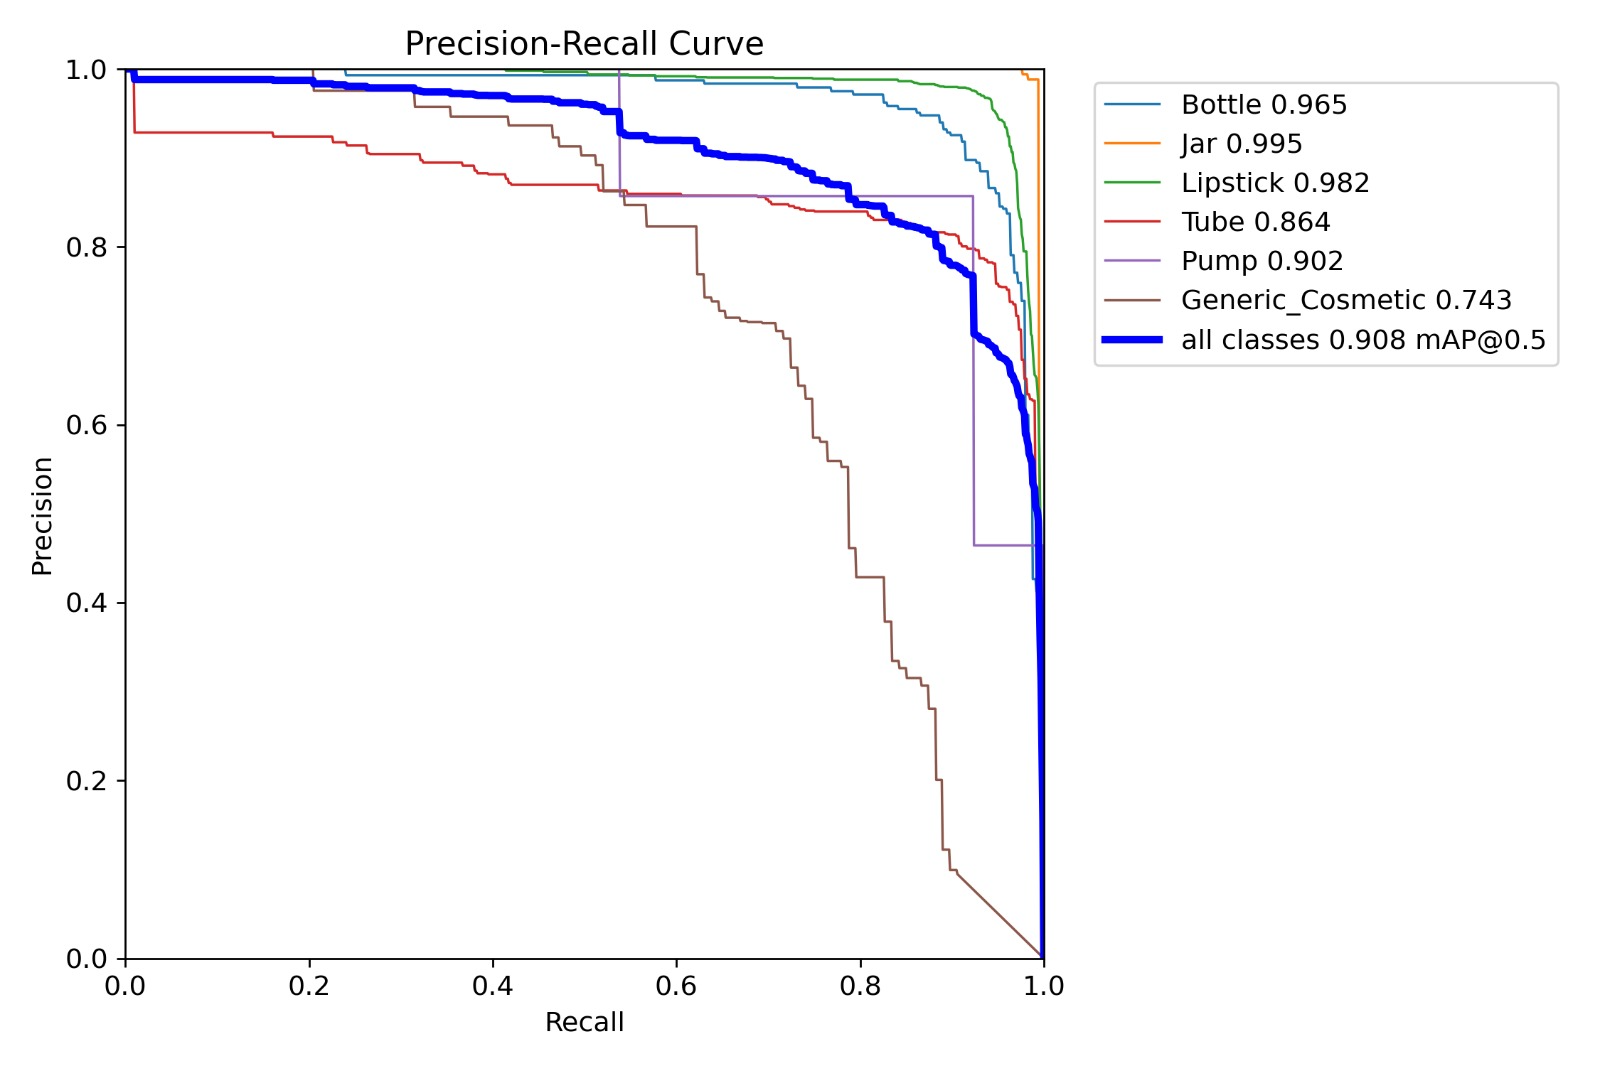 Precision-Recall Curve
1.0
0.8
0.6
0.4
0.2
0.0
Precision
0.0 0.2 0.4 0.6 0.8 1.0
Recall
Bottle 0.965
Jar 0.995
Lipstick 0.982
Tube 0.864
Pump 0.902
Generic_Cosmetic 0.743
all classes 0.908 mAP@0.5